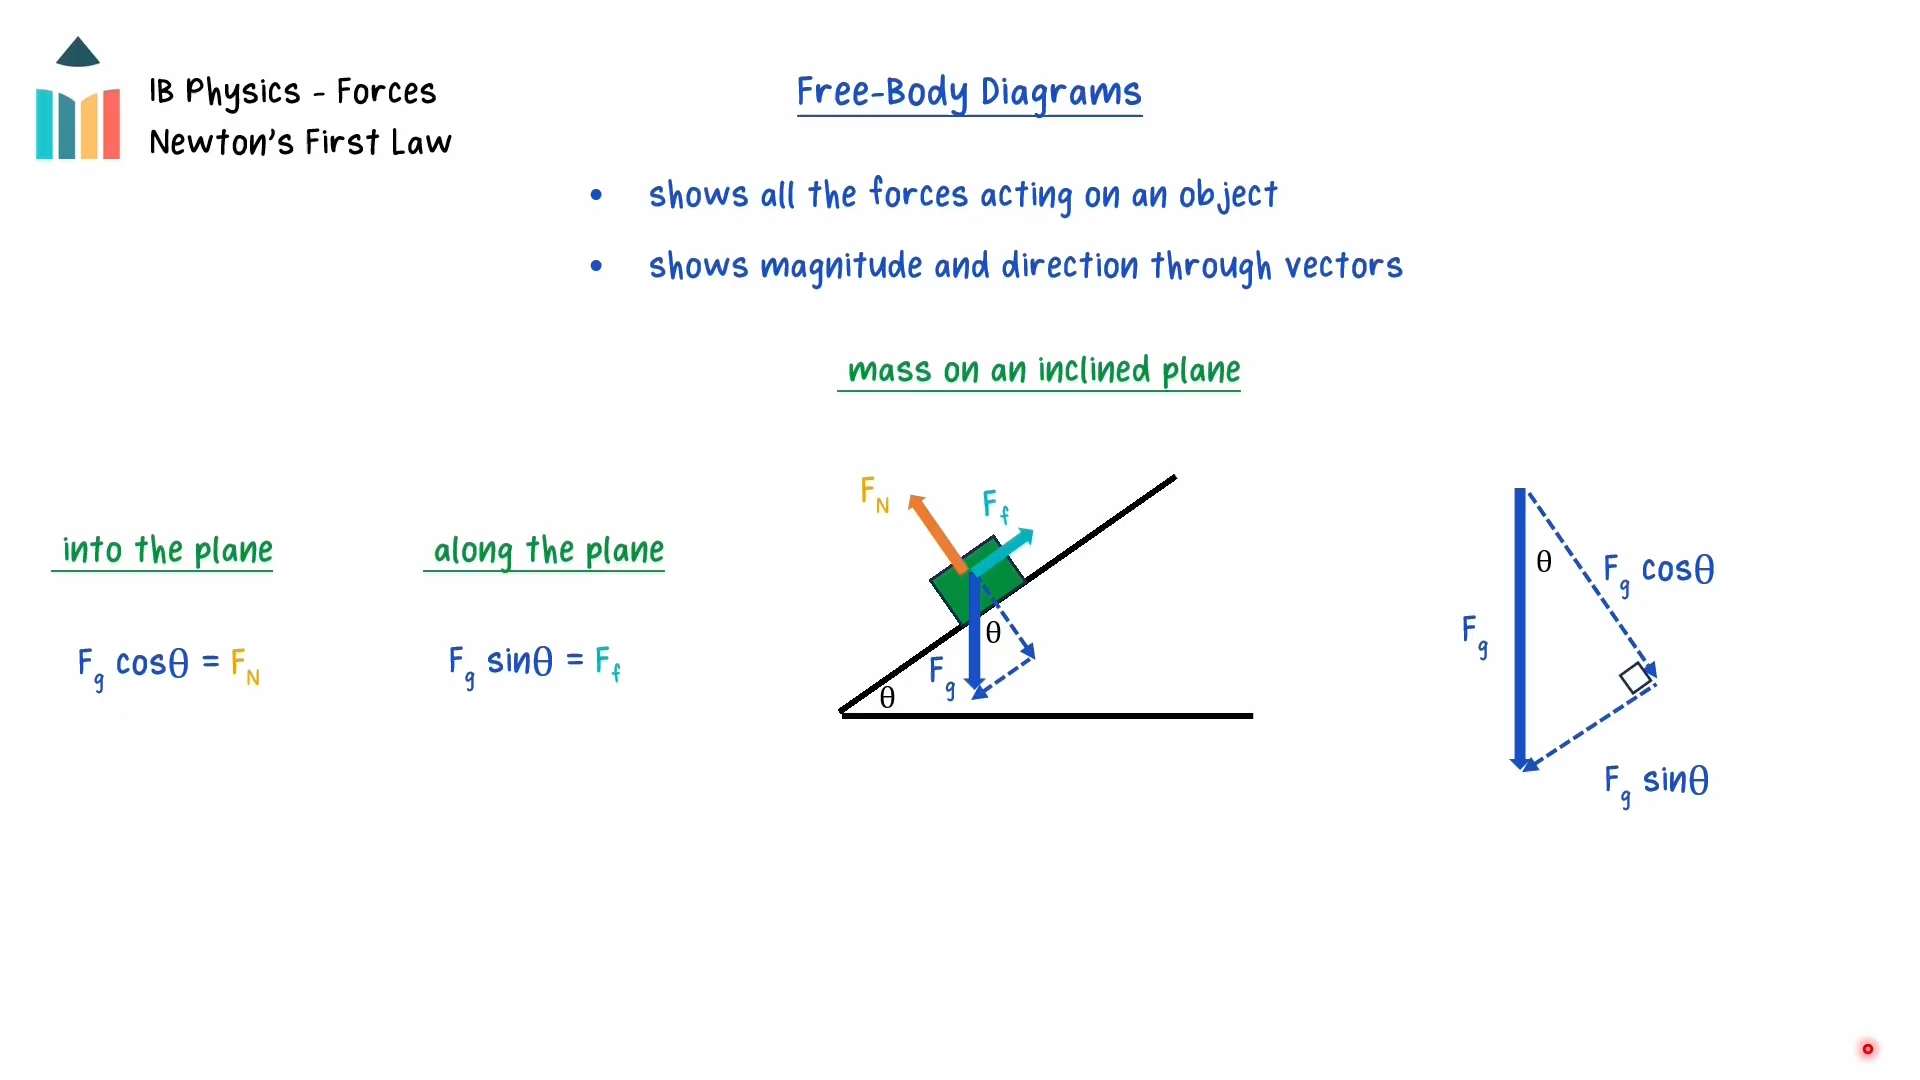 IB Physics - Forces
Newton's First Law
Free-Body Diagrams
• shows all the forces acting on an object
• shows magnitude and direction through vectors
mass on an inclined plane
into the plane
along the plane
Fg cosθ = FN
Fg sinθ = Ff
FN
Ff
θ
Fg
θ
θ
Fg cosθ
Fg
Fg sinθ